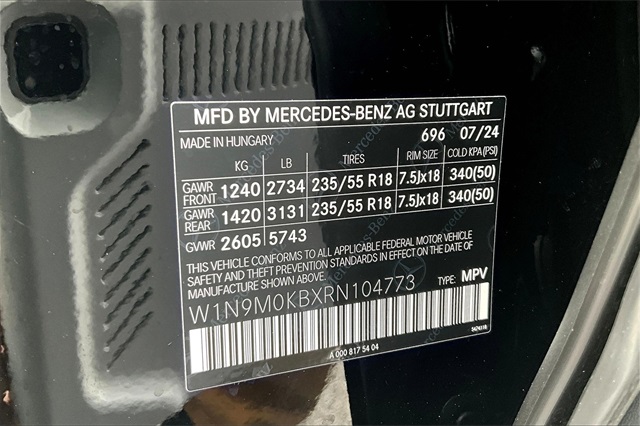 MFD BY MERCEDES-BENZ AG STUTTGART
MADE IN HUNGARY 696 07/24
KG LB TIRES RIM SIZE COLD KPA(PSI)
GAWR FRONT 1240 2734 235/55 R18 7.5Jx18 340(50)
GAWR REAR 1420 3131 235/55 R18 7.5Jx18 340(50)
GVWR 2605 5743
THIS VEHICLE CONFORMS TO ALL APPLICABLE FEDERAL MOTOR VEHICLE
SAFETY AND THEFT PREVENTION STANDARDS IN EFFECT ON THE DATE OF
MANUFACTURE SHOWN ABOVE.
W1N9M0KBXRN104773 TYPE: MPV
A 000 817 54 04